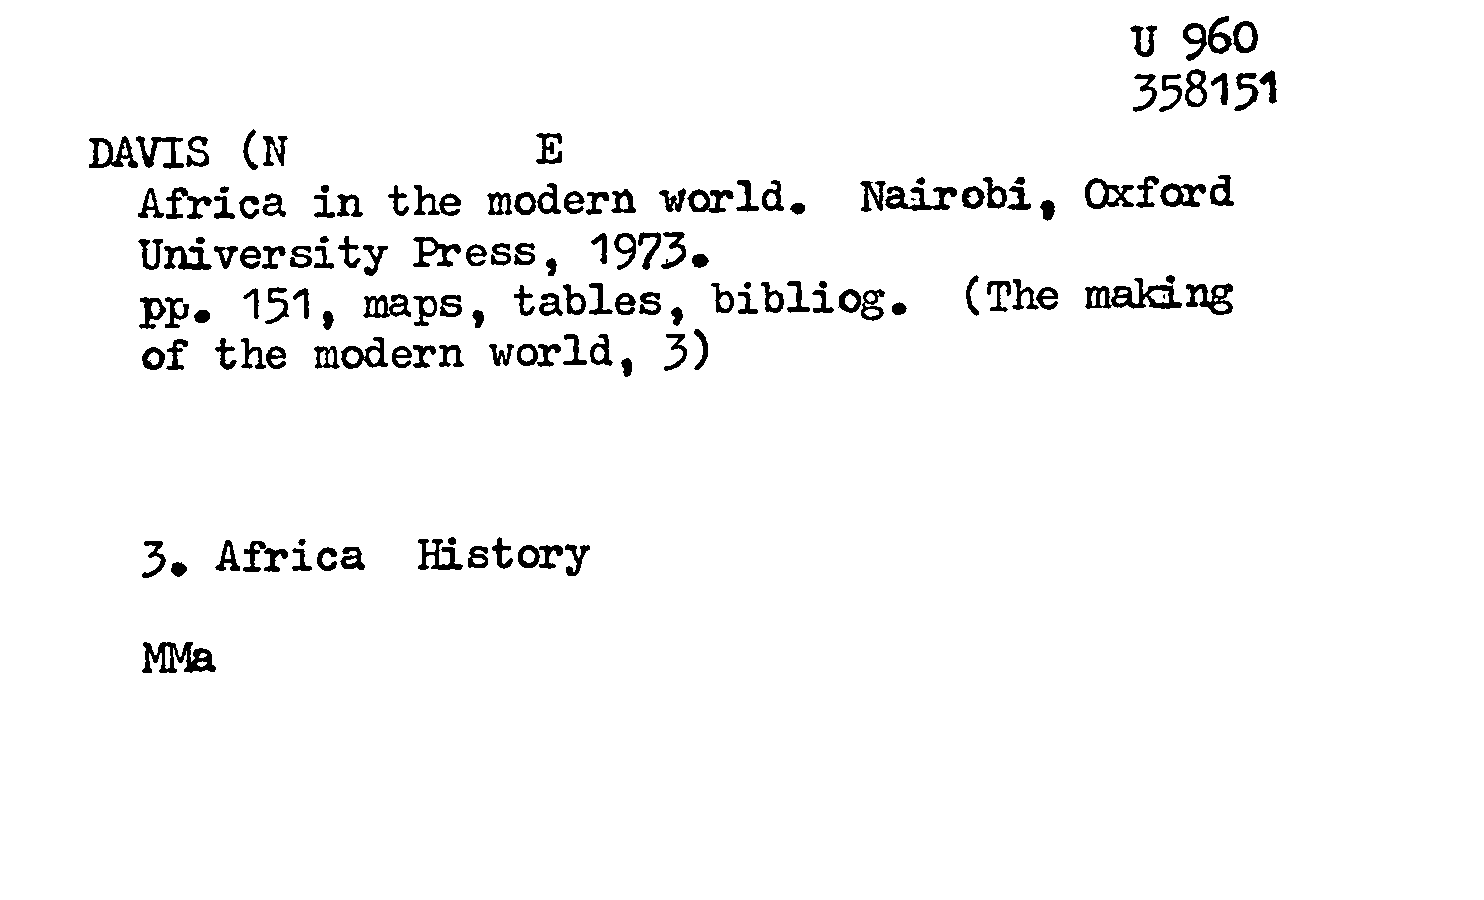 U 960
358151
DAVIS (N E
Africa in the modern world. Nairobi, Oxford
University Press, 1973.
pp. 151, maps, tables, bibliog. (The making
of the modern world, 3)
3. Africa History
MMa